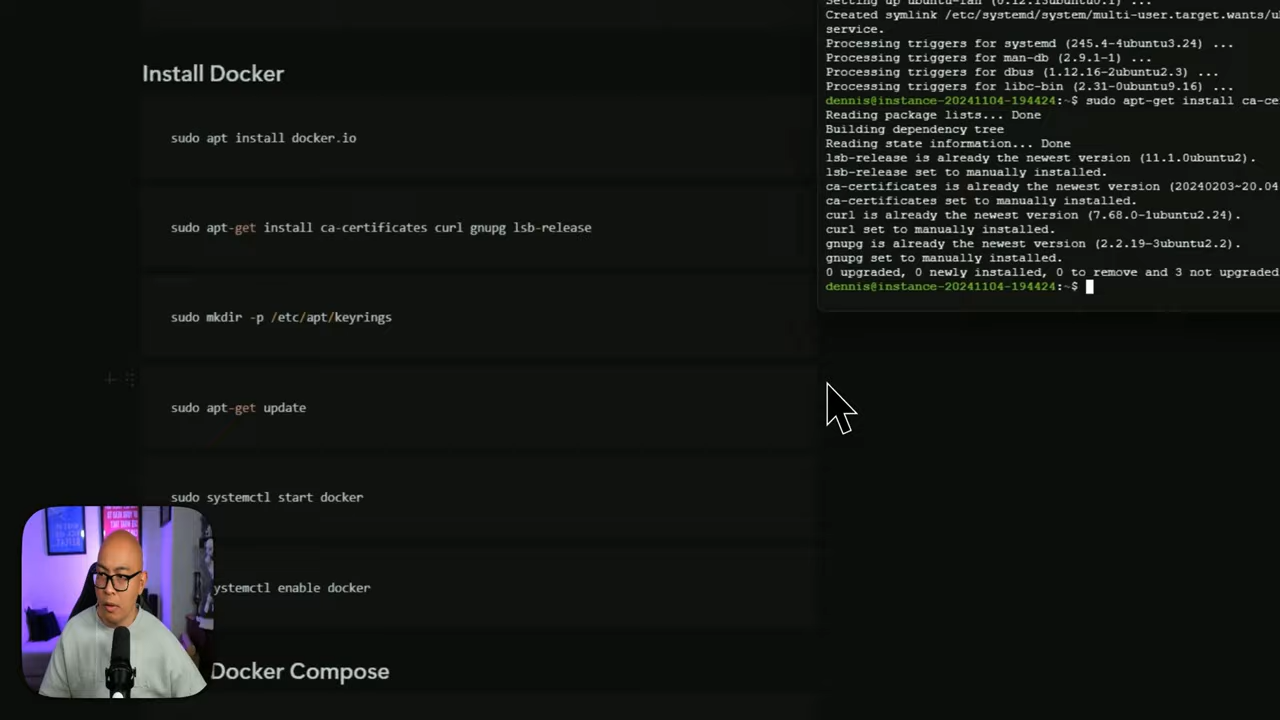 Install Docker
sudo apt install docker.io
sudo apt-get install ca-certificates curl gnupg lsb-release
sudo mkdir -p /etc/apt/keyrings
sudo apt-get update
sudo systemctl start docker
ystemctl enable docker
Docker Compose
Setting up ubuntu-fan
Created symlink /etc/systemd/system/multi-user.target.wants/u
service.
Processing triggers for systemd (245.4-4ubuntu3.24) ...
Processing triggers for man-db (2.9.1-1) ...
Processing triggers for dbus (1.12.16-2ubuntu2.3) ...
Processing triggers for libc-bin (2.31-0ubuntu9.16) ...
dennis@instance-20241104-194424:~$ sudo apt-get install ca-ce
Reading package lists... Done
Building dependency tree
Reading state information... Done
lsb-release is already the newest version (11.1.0ubuntu2).
lsb-release set to manually installed.
ca-certificates is already the newest version (20240203~20.04
ca-certificates set to manually installed.
curl is already the newest version (7.68.0-1ubuntu2.24).
curl set to manually installed.
gnupg is already the newest version (2.2.19-3ubuntu2.2).
gnupg set to manually installed.
0 upgraded, 0 newly installed, 0 to remove and 3 not upgraded
dennis@instance-20241104-194424:~$